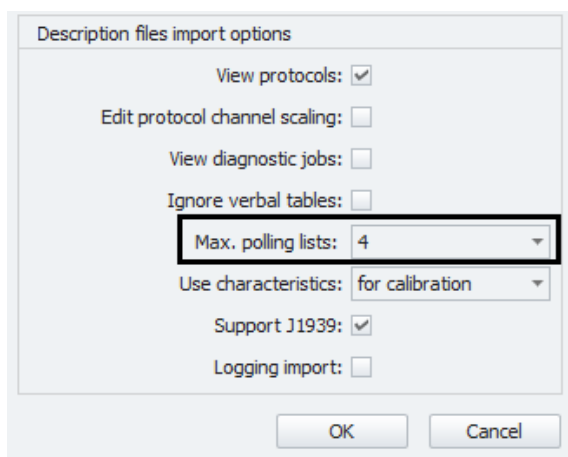 Description files import options
View protocols:
Edit protocol channel scaling:
View diagnostic jobs:
Ignore verbal tables:
Max. polling lists: 4
Use characteristics: for calibration
Support J1939:
Logging import:
OK Cancel